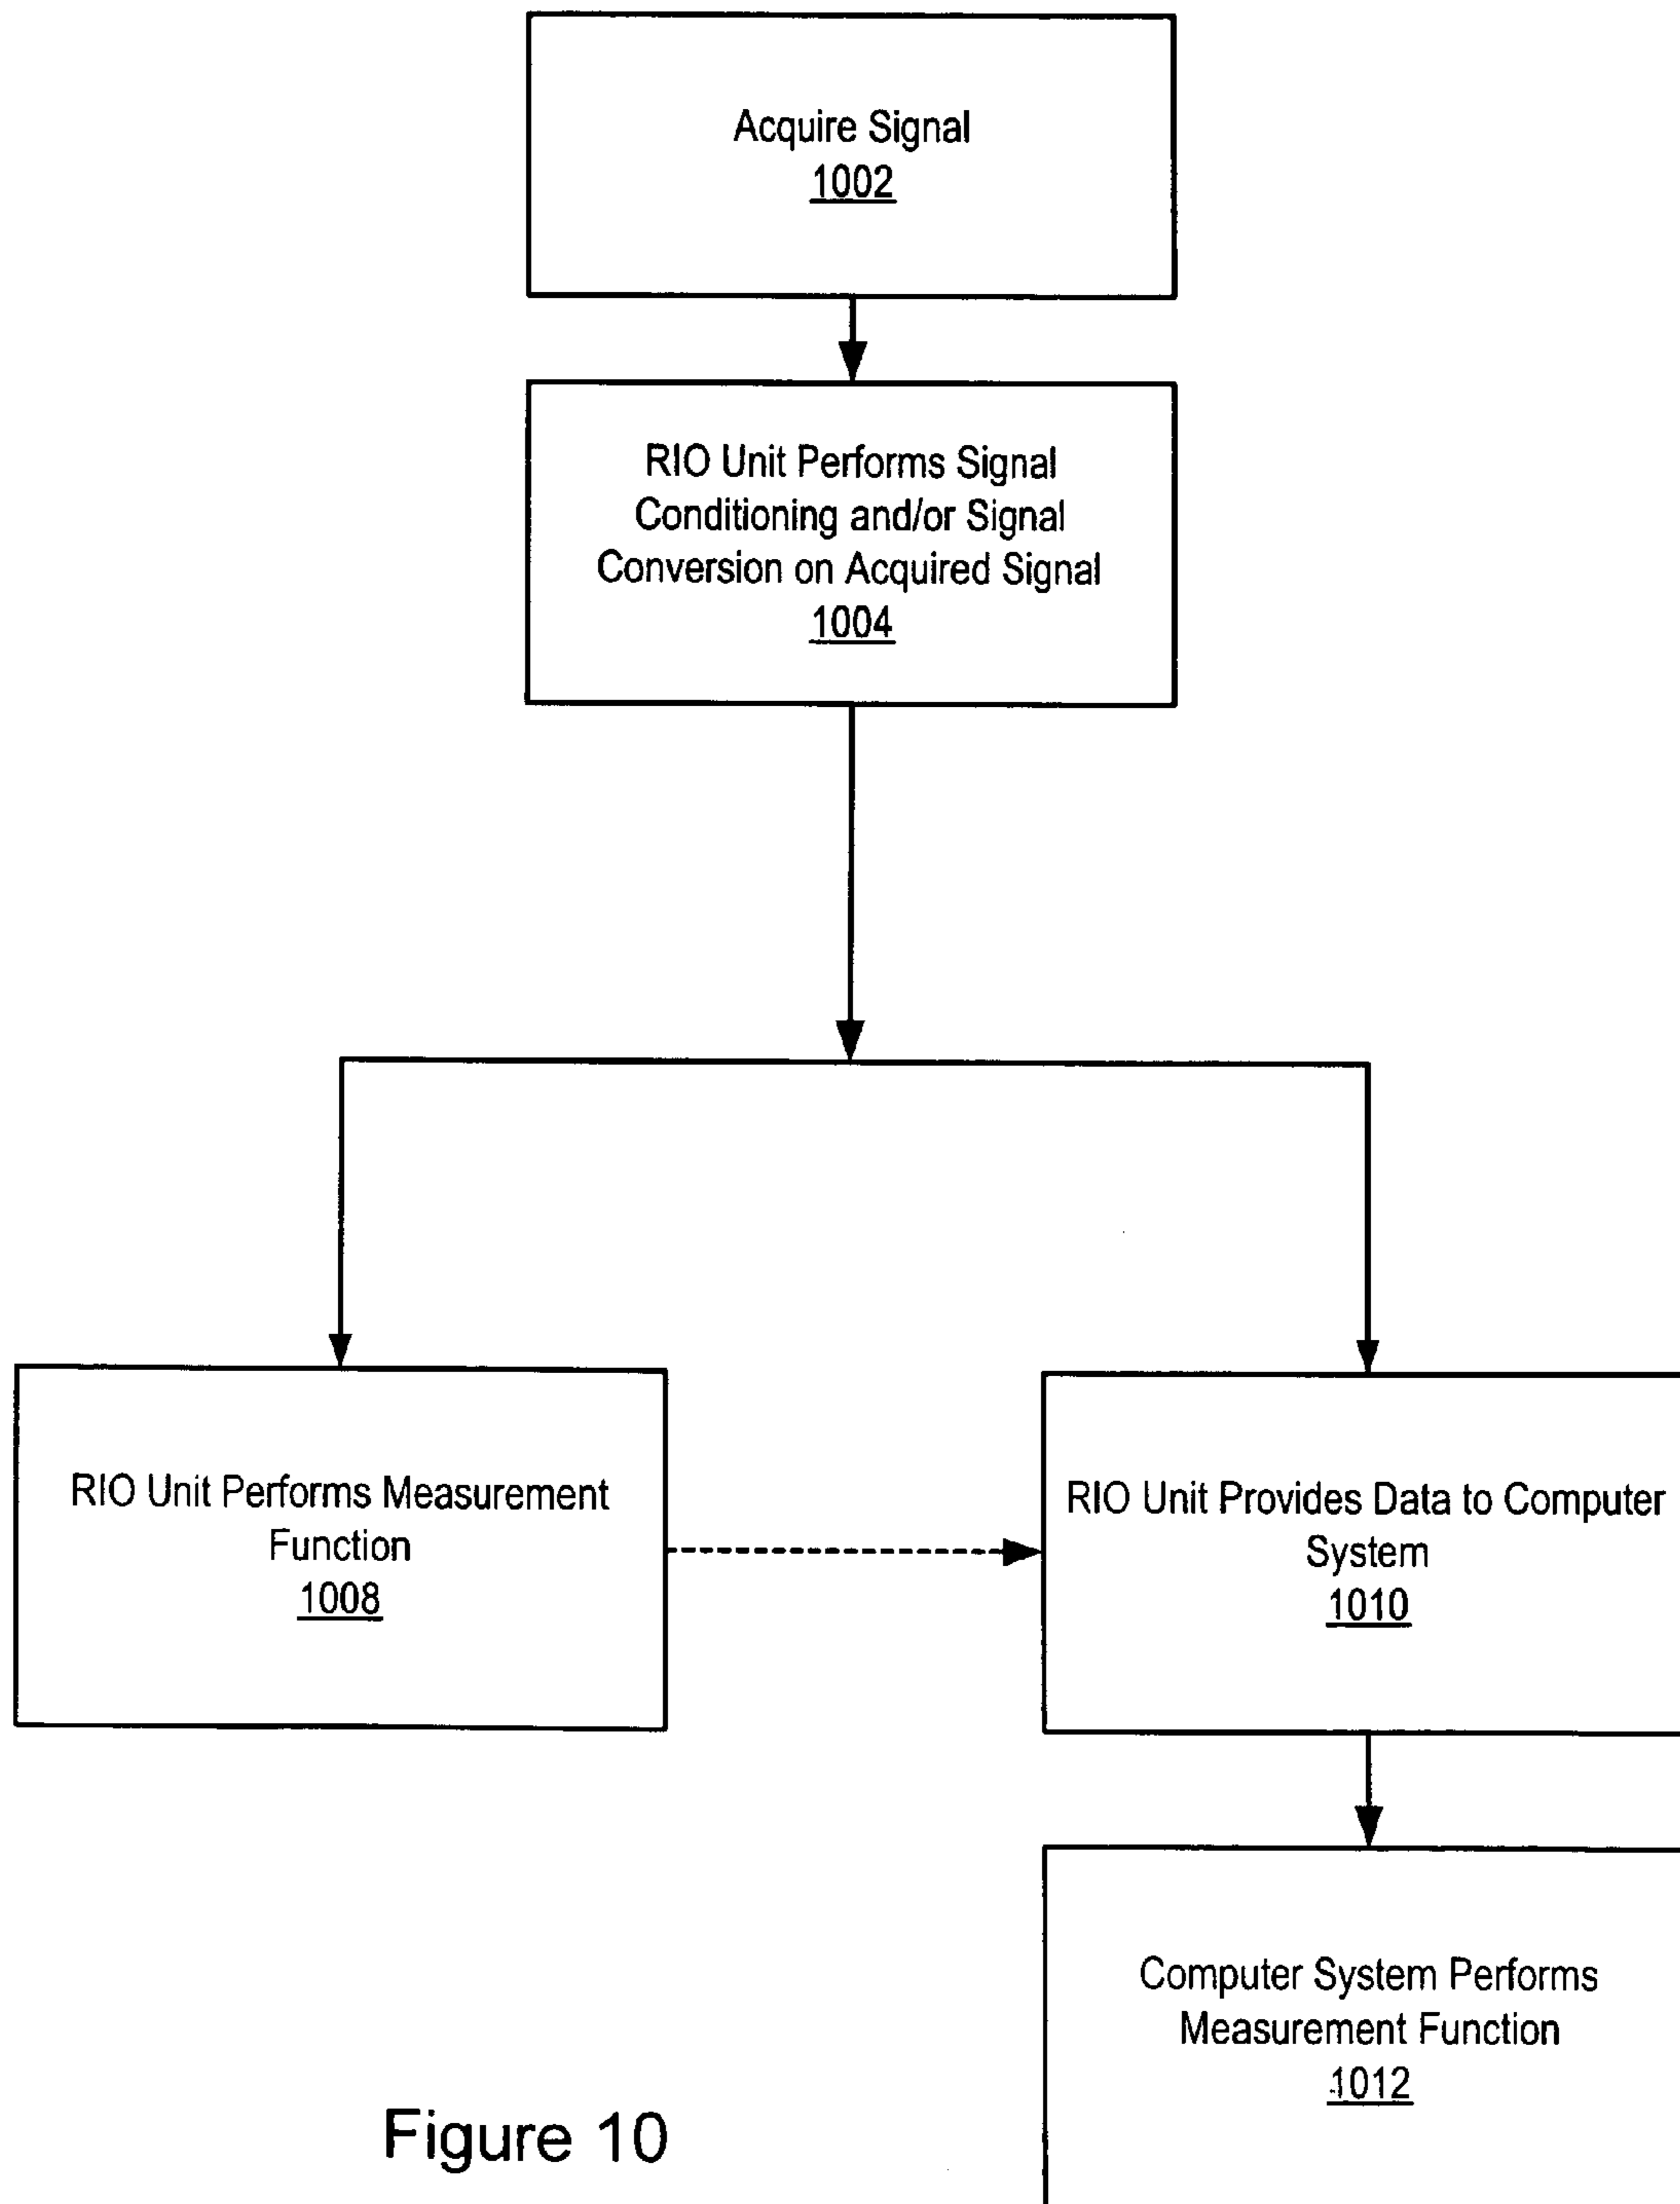 Acquire Signal
1002
RIO Unit Performs Signal
Conditioning and/or Signal
Conversion on Acquired Signal
1004
RIO Unit Performs Measurement
Function
1008
RIO Unit Provides Data to Computer
System
1010
Computer System Performs
Measurement Function
1012
Figure 10